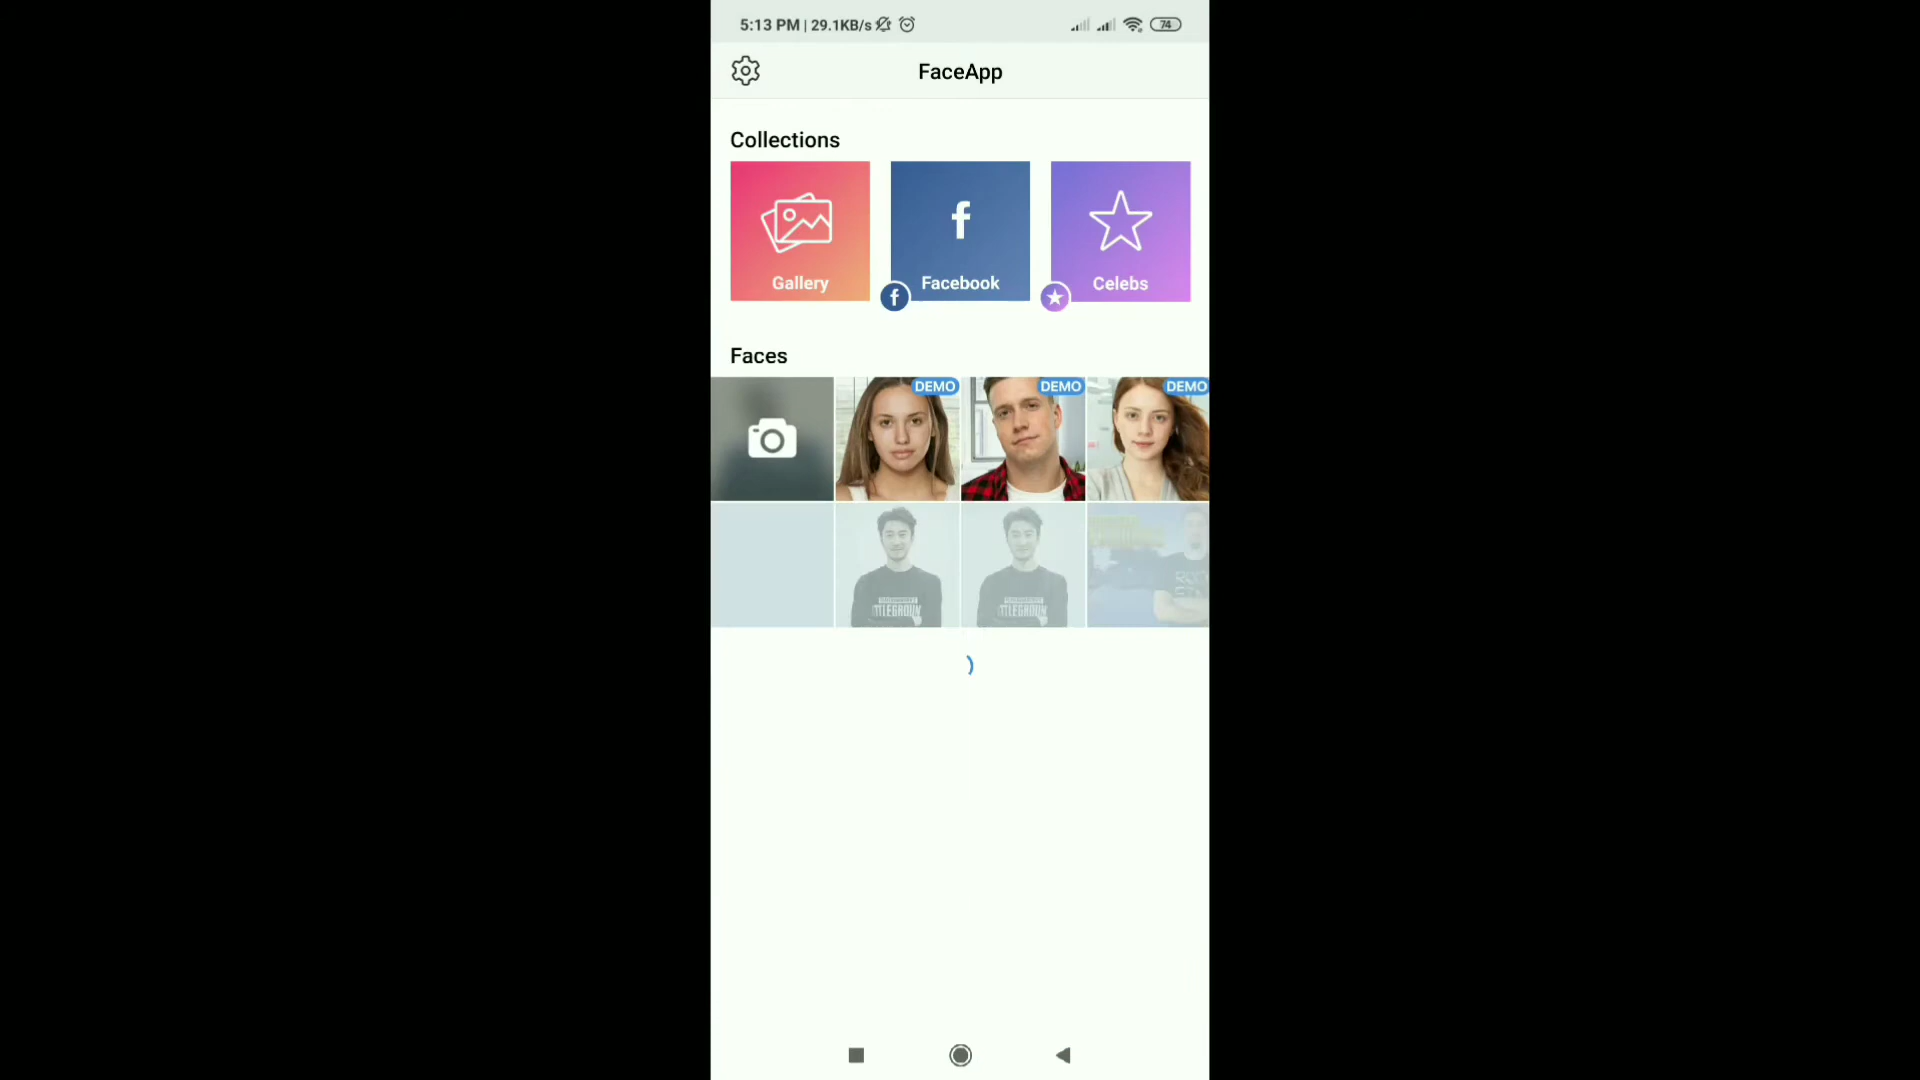 5:13 PM | 29.1KB/s
74
FaceApp
Collections
Gallery
f
Facebook
f
Celebs
Faces
DEMO
DEMO
DEMO